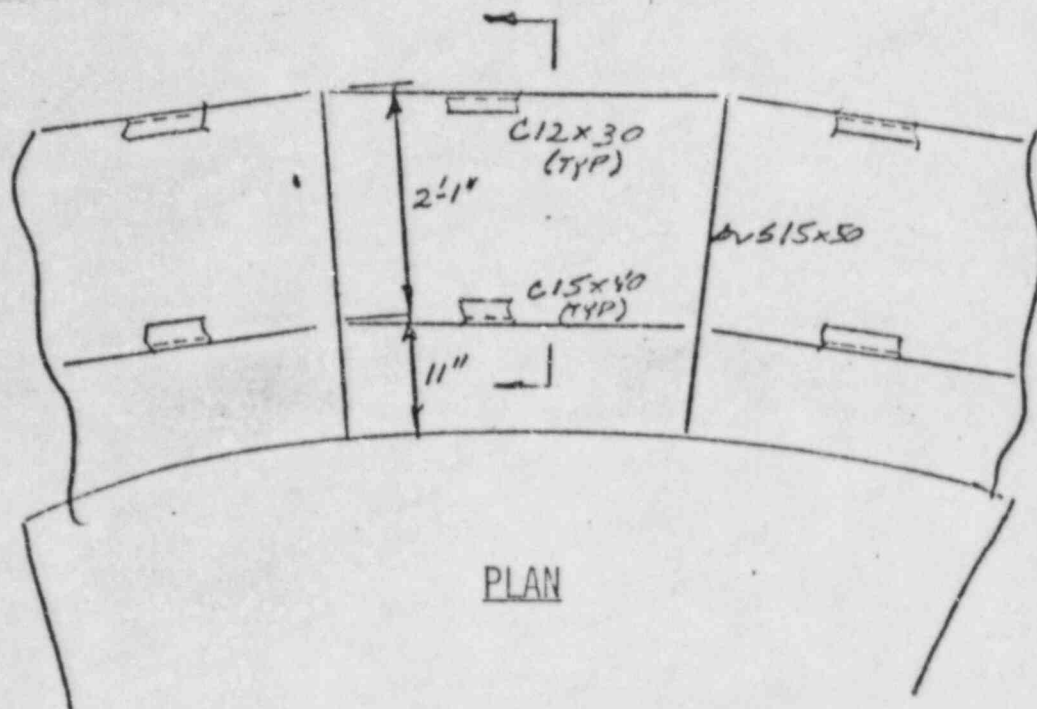 C12x30
(TYP)
2'-1"
S15x50
C15x40
(TYP)
11"
PLAN